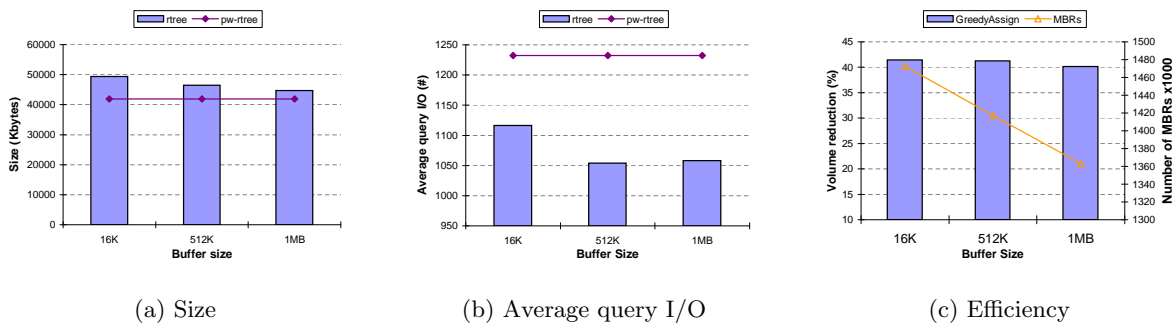 rtree pw-rtree
60000
50000
40000
30000
20000
10000
0
Size (Kbytes)
16K 512K 1MB
Buffer size
(a) Size
rtree pw-rtree
1250
1200
1150
1100
1050
1000
950
Average query I/O (#)
16K 512K 1MB
Buffer Size
(b) Average query I/O
GreedyAssign MBRs
45
40
35
30
25
20
15
10
Volume reduction (%)
1500
1480
1460
1440
1420
1400
1380
1360
1340
1320
1300
Number of MBRs x1000
16K 512K 1MB
Buffer Size
(c) Efficiency